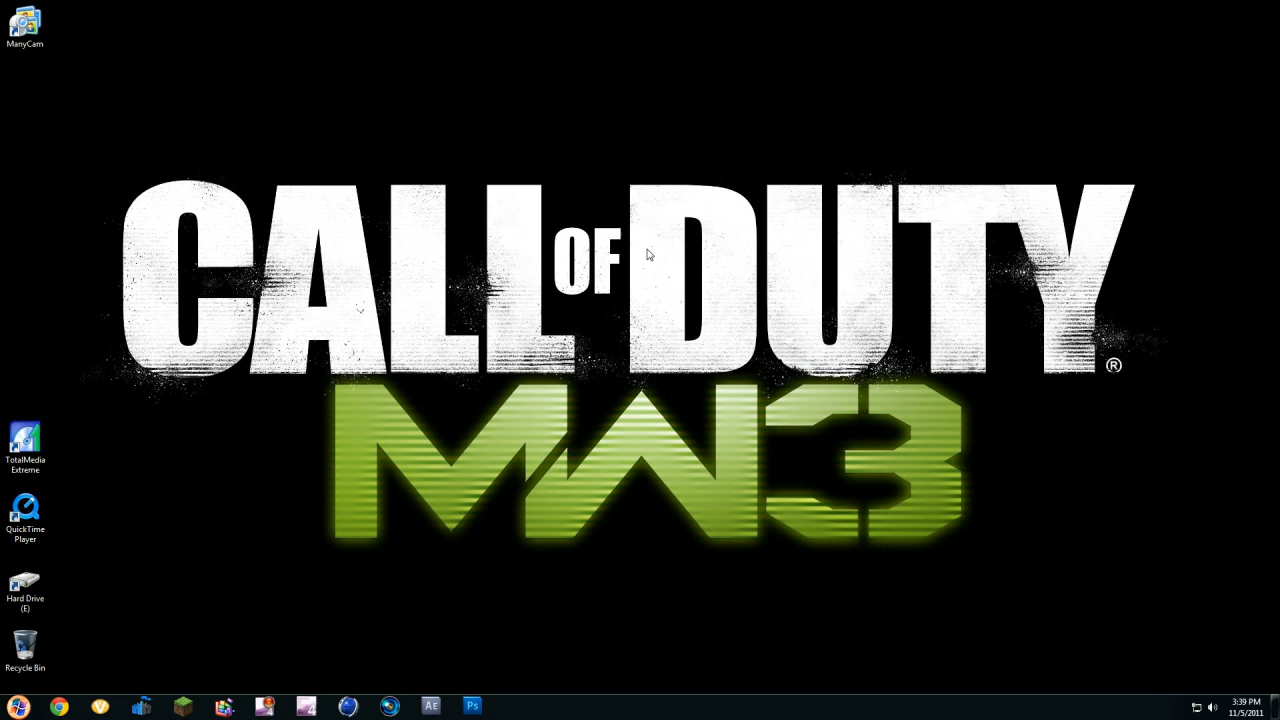 ManyCam
CALL OF DUTY®
MW3
TotalMedia
Extreme
QuickTime
Player
Hard Drive
(E)
Recycle Bin
AE
Ps
3:39 PM
11/5/2011